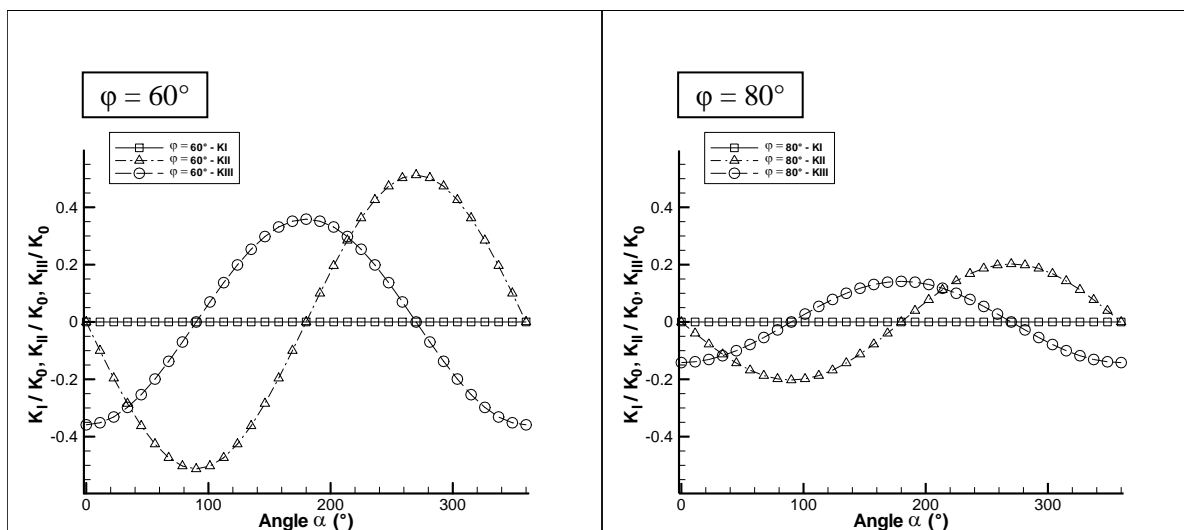 φ = 60°
φ = 60° - KI
φ = 60° - KII
φ = 60° - KIII
K_I / K_0, K_II / K_0, K_III / K_0
0.4
0.2
0
-0.2
-0.4
0
100
200
300
Angle α (°)
φ = 80°
φ = 80° - KI
φ = 80° - KII
φ = 80° - KIII
K_I / K_0, K_II / K_0, K_III / K_0
0.4
0.2
0
-0.2
-0.4
0
100
200
300
Angle α (°)